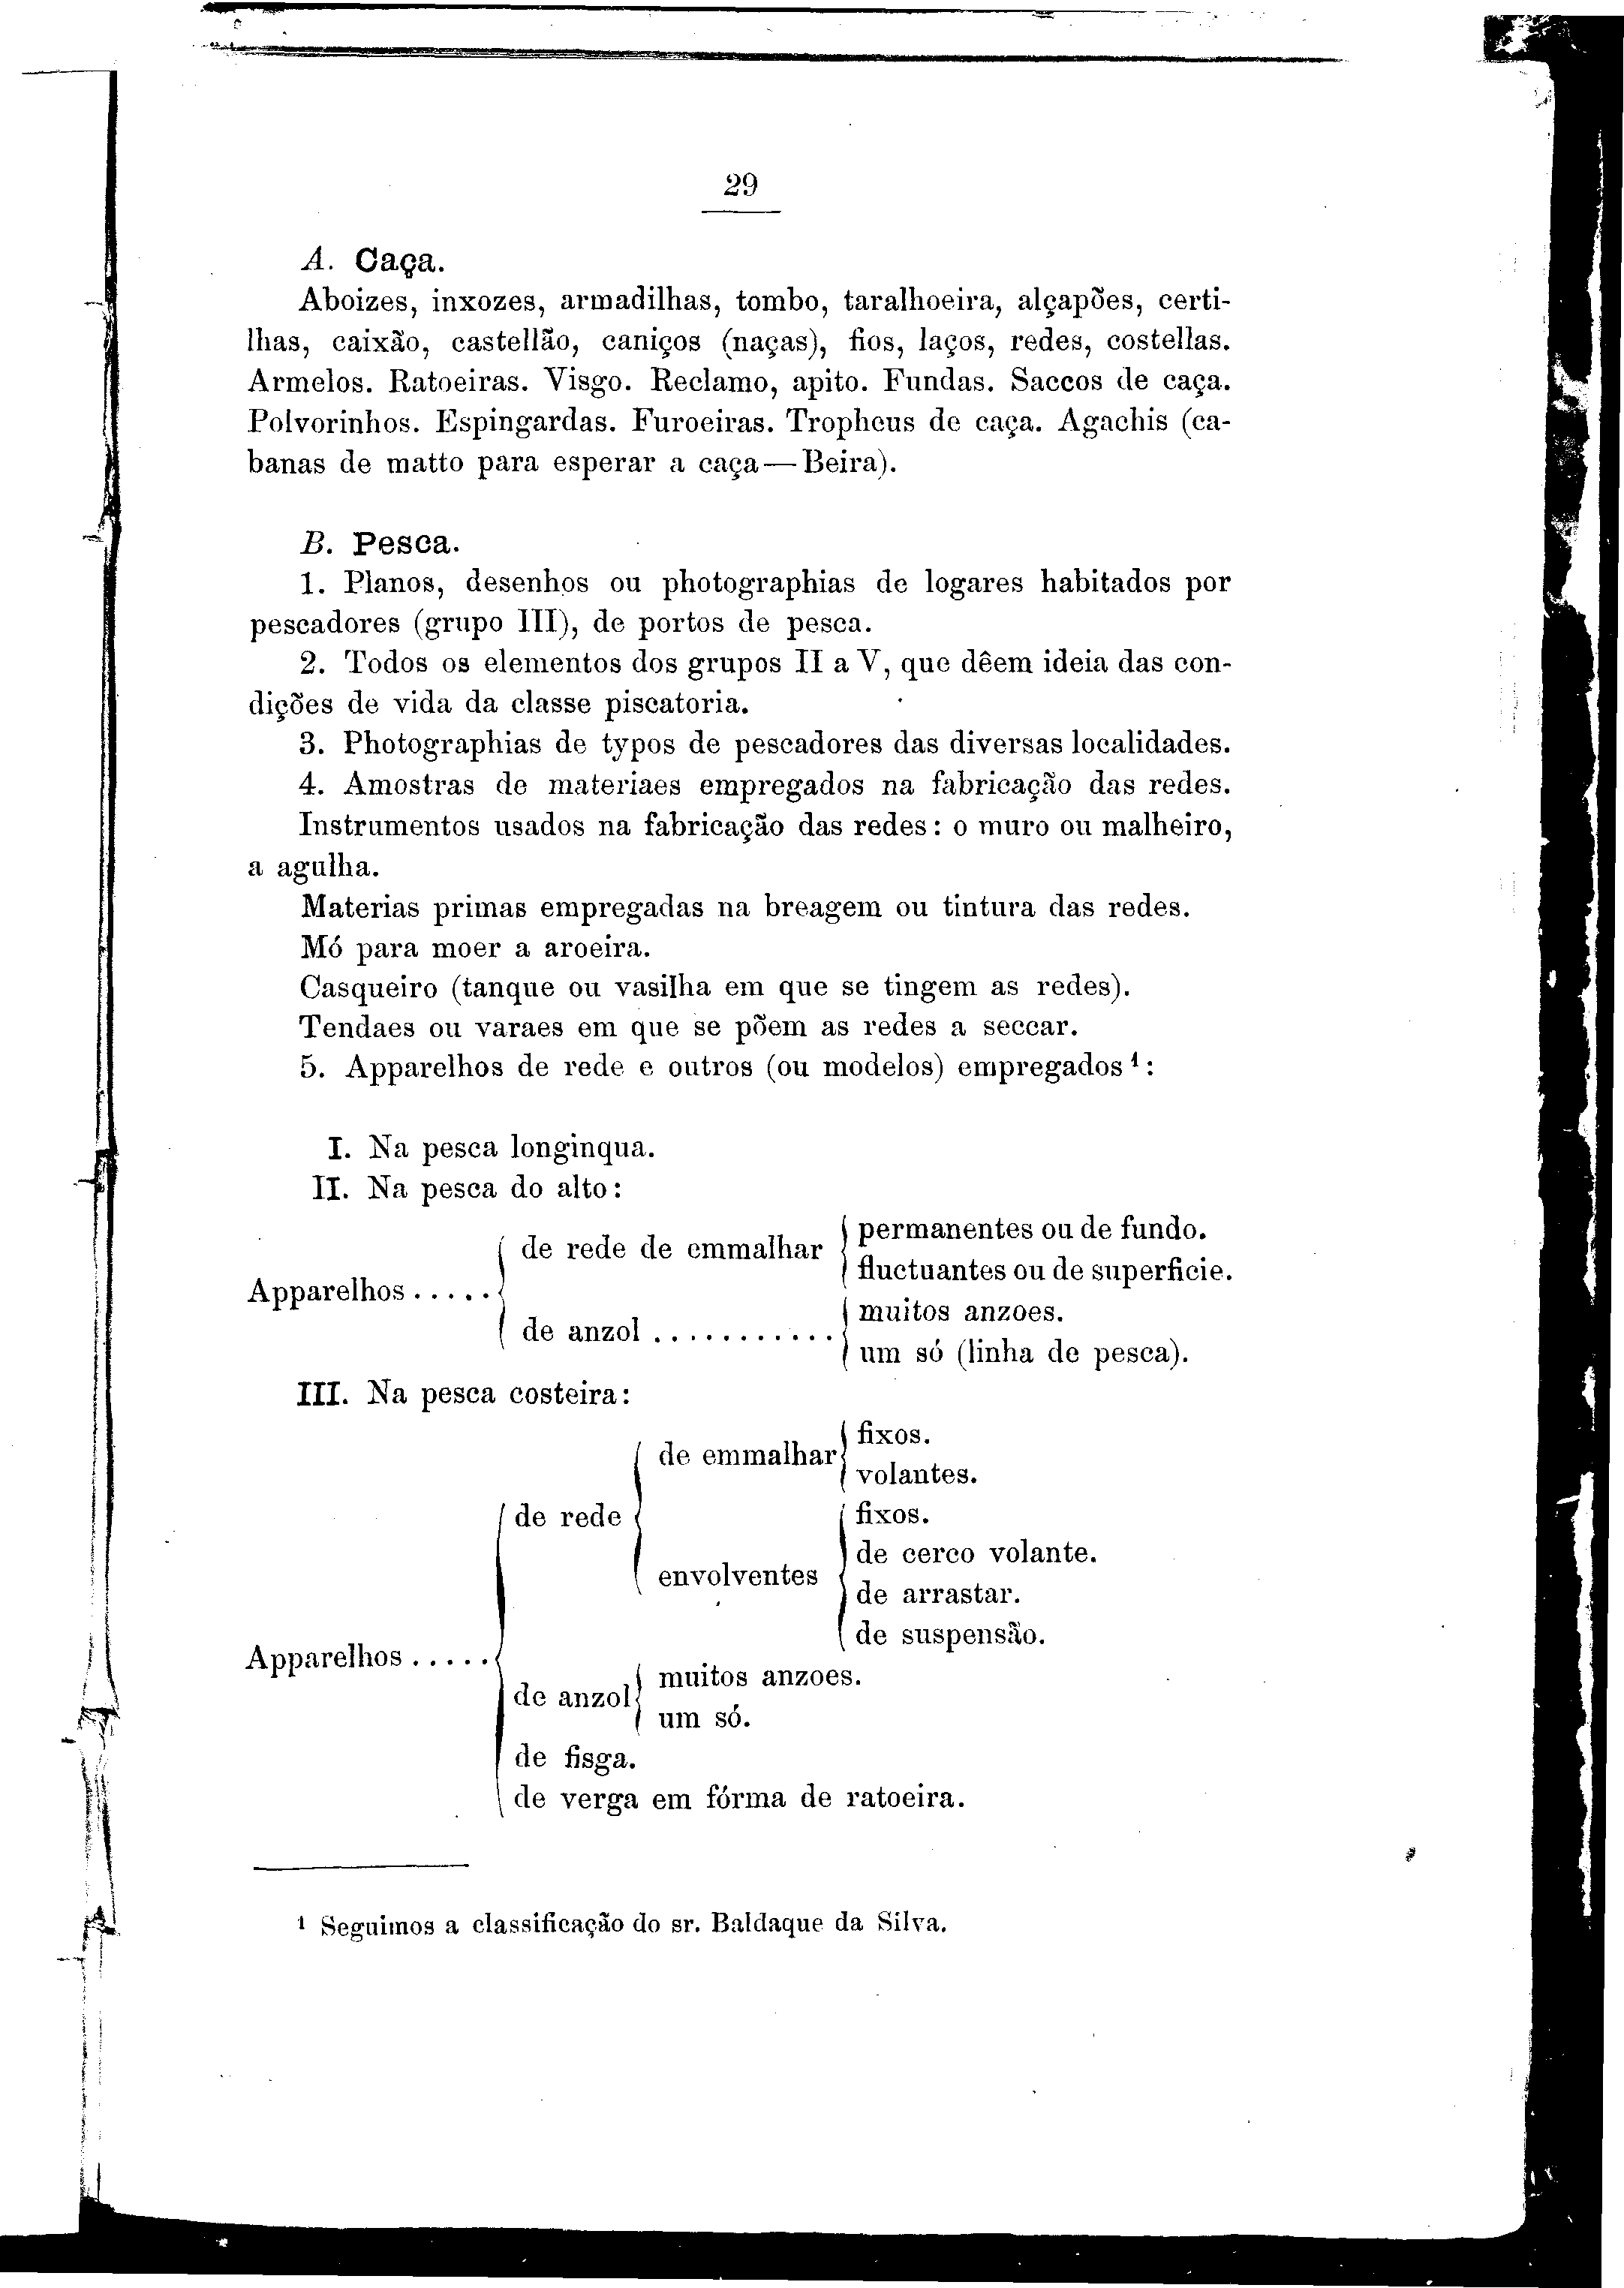 29
A. Caça.
Aboizes, inxozes, armadilhas, tombo, taralhoeira, alçapões, certi-
lhas, caixão, castellão, caniços (naças), fios, laços, redes, costellas.
Armelos. Ratoeiras. Visgo. Reclamo, apito. Fundas. Saccos de caça.
Polvorinhos. Espingardas. Furoeiras. Tropheus de caça. Agachis (ca-
banas de matto para esperar a caça — Beira).
B. Pesca.
1. Planos, desenhos ou photographias de logares habitados por
pescadores (grupo III), de portos de pesca.
2. Todos os elementos dos grupos II a V, que dêem ideia das con-
dições de vida da classe piscatoria.
3. Photographias de typos de pescadores das diversas localidades.
4. Amostras de materiaes empregados na fabricação das redes.
Instrumentos usados na fabricação das redes: o muro ou malheiro,
a agulha.
Materias primas empregadas na breagem ou tintura das redes.
Mó para moer a aroeira.
Casqueiro (tanque ou vasilha em que se tingem as redes).
Tendaes ou varaes em que se põem as redes a seccar.
5. Apparelhos de rede e outros (ou modelos) empregados ¹:
I. Na pesca longinqua.
II. Na pesca do alto:
permanentes ou de fundo.
de rede de emmalhar
fluctuantes ou de superficie.
Apparelhos .....
muitos anzoes.
de anzol ...........
um só (linha de pesca).
III. Na pesca costeira:
fixos.
de emmalhar
volantes.
de rede
fixos.
de cerco volante.
envolventes
de arrastar.
de suspensão.
Apparelhos .....
muitos anzoes.
de anzol
um só.
de fisga.
de verga em fórma de ratoeira.
¹ Seguimos a classificação do sr. Baldaque da Silva.